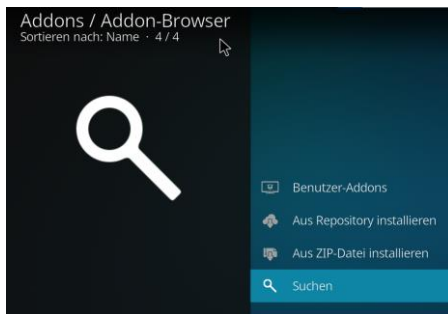 Addons / Addon-Browser
Sortieren nach: Name · 4 / 4
Benutzer-Addons
Aus Repository installieren
Aus ZIP-Datei installieren
Suchen